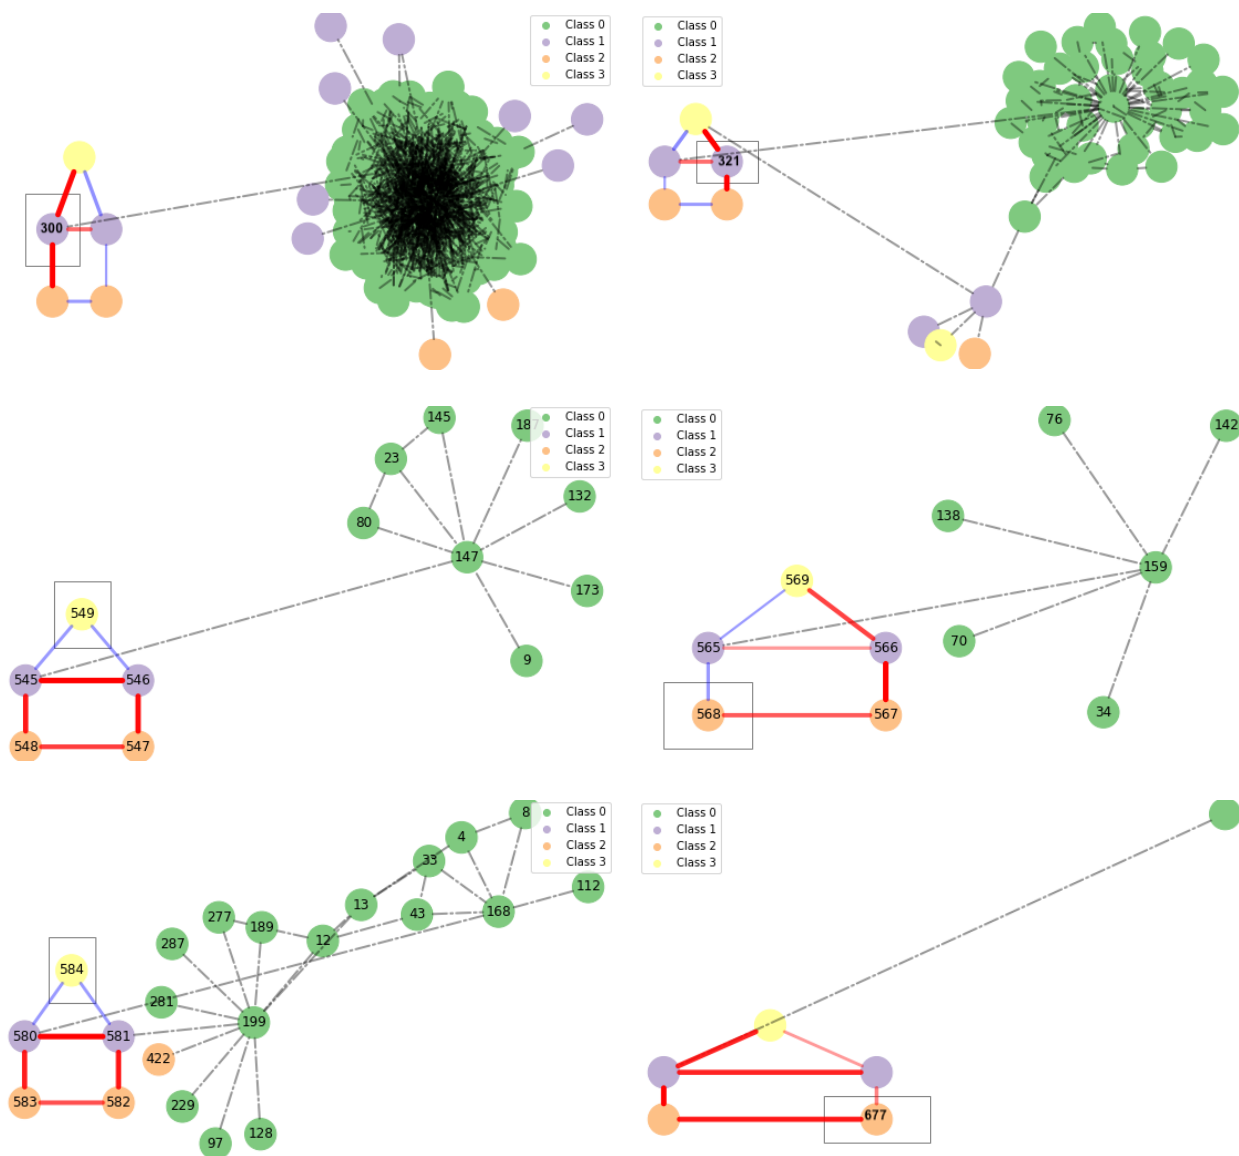 Class 0
Class 1
Class 2
Class 3
300
Class 0
Class 1
Class 2
Class 3
321
Class 0
Class 1
Class 2
Class 3
145
187
23
132
80
147
173
549
9
545
546
548
547
Class 0
Class 1
Class 2
Class 3
76
142
138
159
569
565
566
70
568
567
34
Class 0
Class 1
Class 2
Class 3
8
4
33
112
13
43
168
277
189
12
287
584
281
199
580
581
422
583
582
229
97
128
Class 0
Class 1
Class 2
Class 3
677